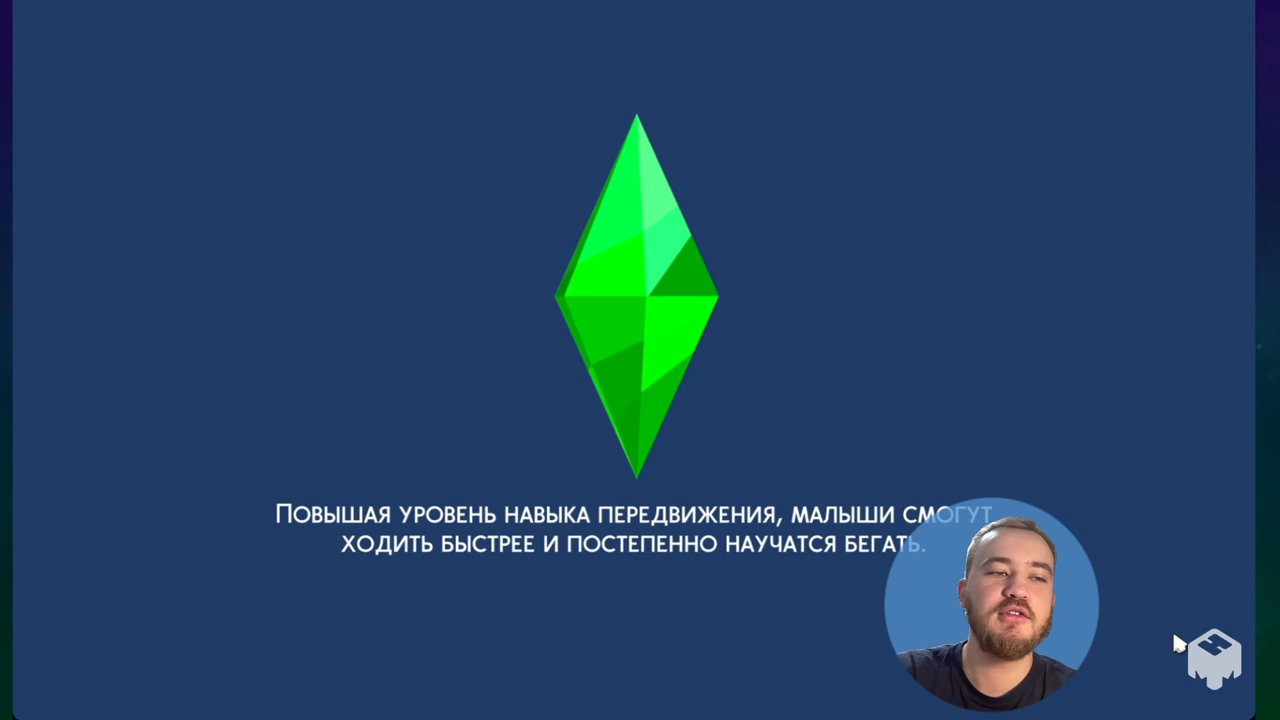 Повышая уровень навыка передвижения, малыши смогут
ходить быстрее и постепенно научатся бегать.